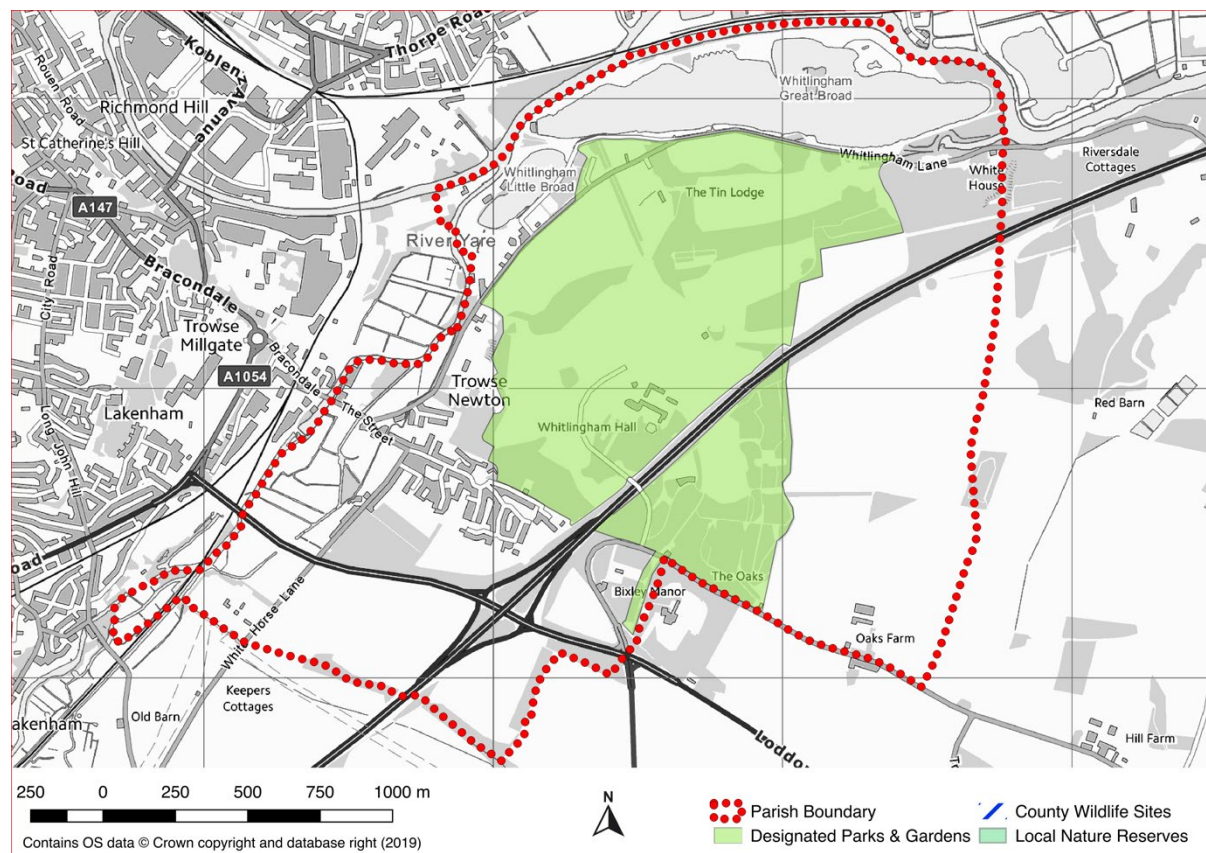 Koblenz Avenue
Thorpe Road
Rouen Road
Richmond Hill
St Catherine's Hill
Road
A147
City Road
Bracondale
Trowse Millgate
A1054
Bracondale
The Street
Lakenham
Long John Hill
oad
White Horse Lane
Keepers
Cottages
Old Barn
akenham
River Yare
Whitlingham
Little Broad
Whitlingham
Great Broad
Whitlingham Lane
White
House
Riversdale
Cottages
The Tin Lodge
Trowse
Newton
Whitlingham Hall
Red Barn
The Oaks
Bixley Manor
Oaks Farm
Hill Farm
Loddo
250 0 250 500 750 1000 m
Contains OS data © Crown copyright and database right (2019)
N
Parish Boundary
Designated Parks & Gardens
County Wildlife Sites
Local Nature Reserves